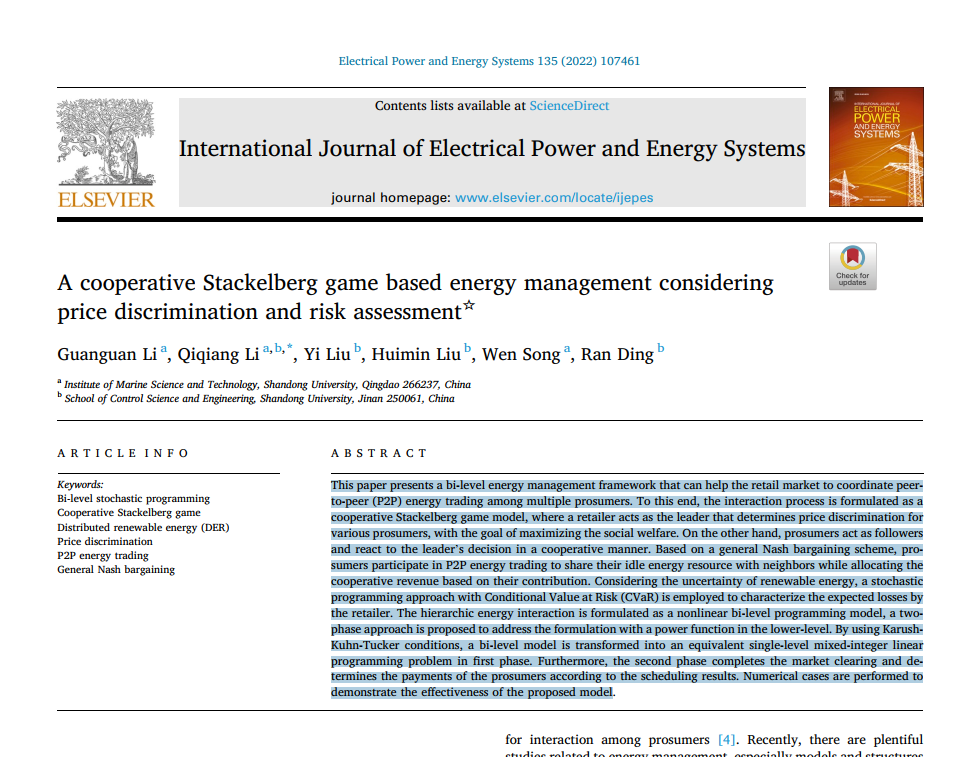 Electrical Power and Energy Systems 135 (2022) 107461
Contents lists available at ScienceDirect
International Journal of Electrical Power and Energy Systems
journal homepage: www.elsevier.com/locate/ijepes
ELSEVIER
INTERNATIONAL JOURNAL OF
ELECTRICAL
POWER
AND ENERGY
SYSTEMS
Check for
updates
A cooperative Stackelberg game based energy management considering
price discrimination and risk assessment☆
Guanguan Li a, Qiqiang Li a,b,*, Yi Liu b, Huimin Liu b, Wen Song a, Ran Ding b
a Institute of Marine Science and Technology, Shandong University, Qingdao 266237, China
b School of Control Science and Engineering, Shandong University, Jinan 250061, China
ARTICLE INFO
Keywords:
Bi-level stochastic programming
Cooperative Stackelberg game
Distributed renewable energy (DER)
Price discrimination
P2P energy trading
General Nash bargaining
ABSTRACT
This paper presents a bi-level energy management framework that can help the retail market to coordinate peer-
to-peer (P2P) energy trading among multiple prosumers. To this end, the interaction process is formulated as a
cooperative Stackelberg game model, where a retailer acts as the leader that determines price discrimination for
various prosumers, with the goal of maximizing the social welfare. On the other hand, prosumers act as followers
and react to the leader's decision in a cooperative manner. Based on a general Nash bargaining scheme, pro-
sumers participate in P2P energy trading to share their idle energy resource with neighbors while allocating the
cooperative revenue based on their contribution. Considering the uncertainty of renewable energy, a stochastic
programming approach with Conditional Value at Risk (CVaR) is employed to characterize the expected losses by
the retailer. The hierarchic energy interaction is formulated as a nonlinear bi-level programming model, a two-
phase approach is proposed to address the formulation with a power function in the lower-level. By using Karush-
Kuhn-Tucker conditions, a bi-level model is transformed into an equivalent single-level mixed-integer linear
programming problem in first phase. Furthermore, the second phase completes the market clearing and de-
termines the payments of the prosumers according to the scheduling results. Numerical cases are performed to
demonstrate the effectiveness of the proposed model.
for interaction among prosumers [4]. Recently, there are plentiful
studies related to energy management, especially models and structures